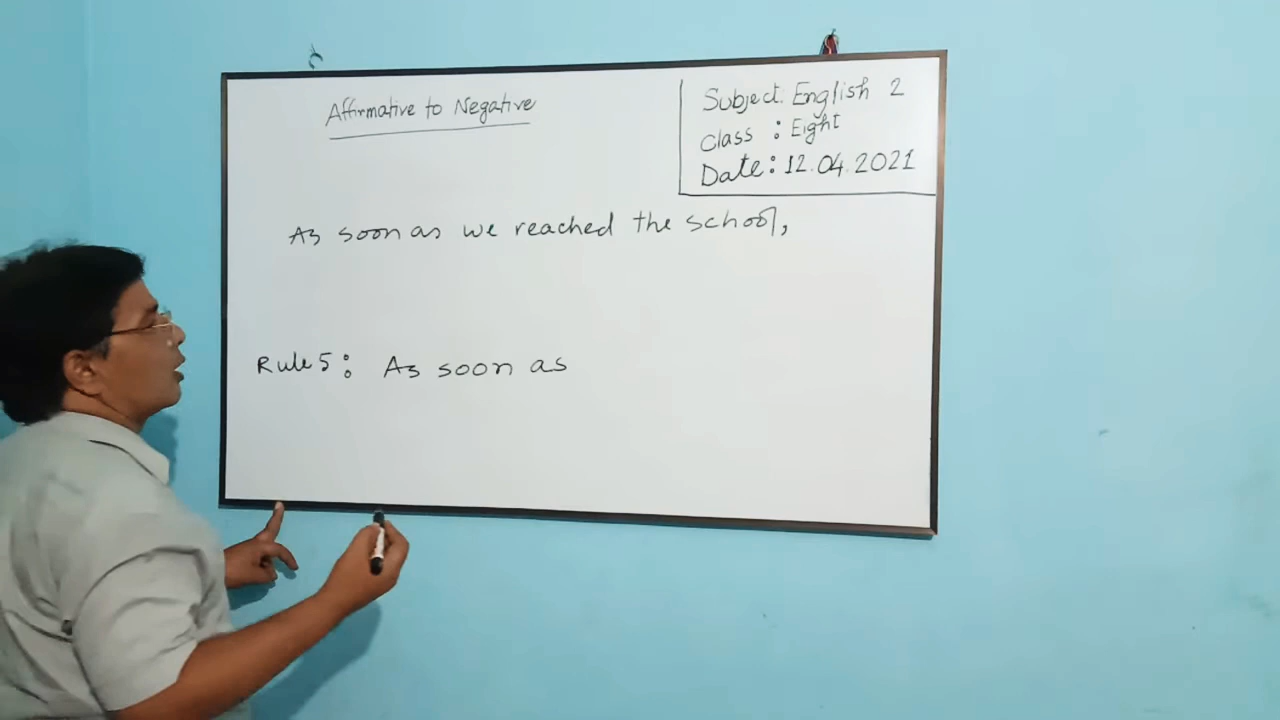 Affirmative to Negative
Subject: English 2
Class : Eight
Date: 12.04.2021
As soon as we reached the school,
Rule 5: As soon as